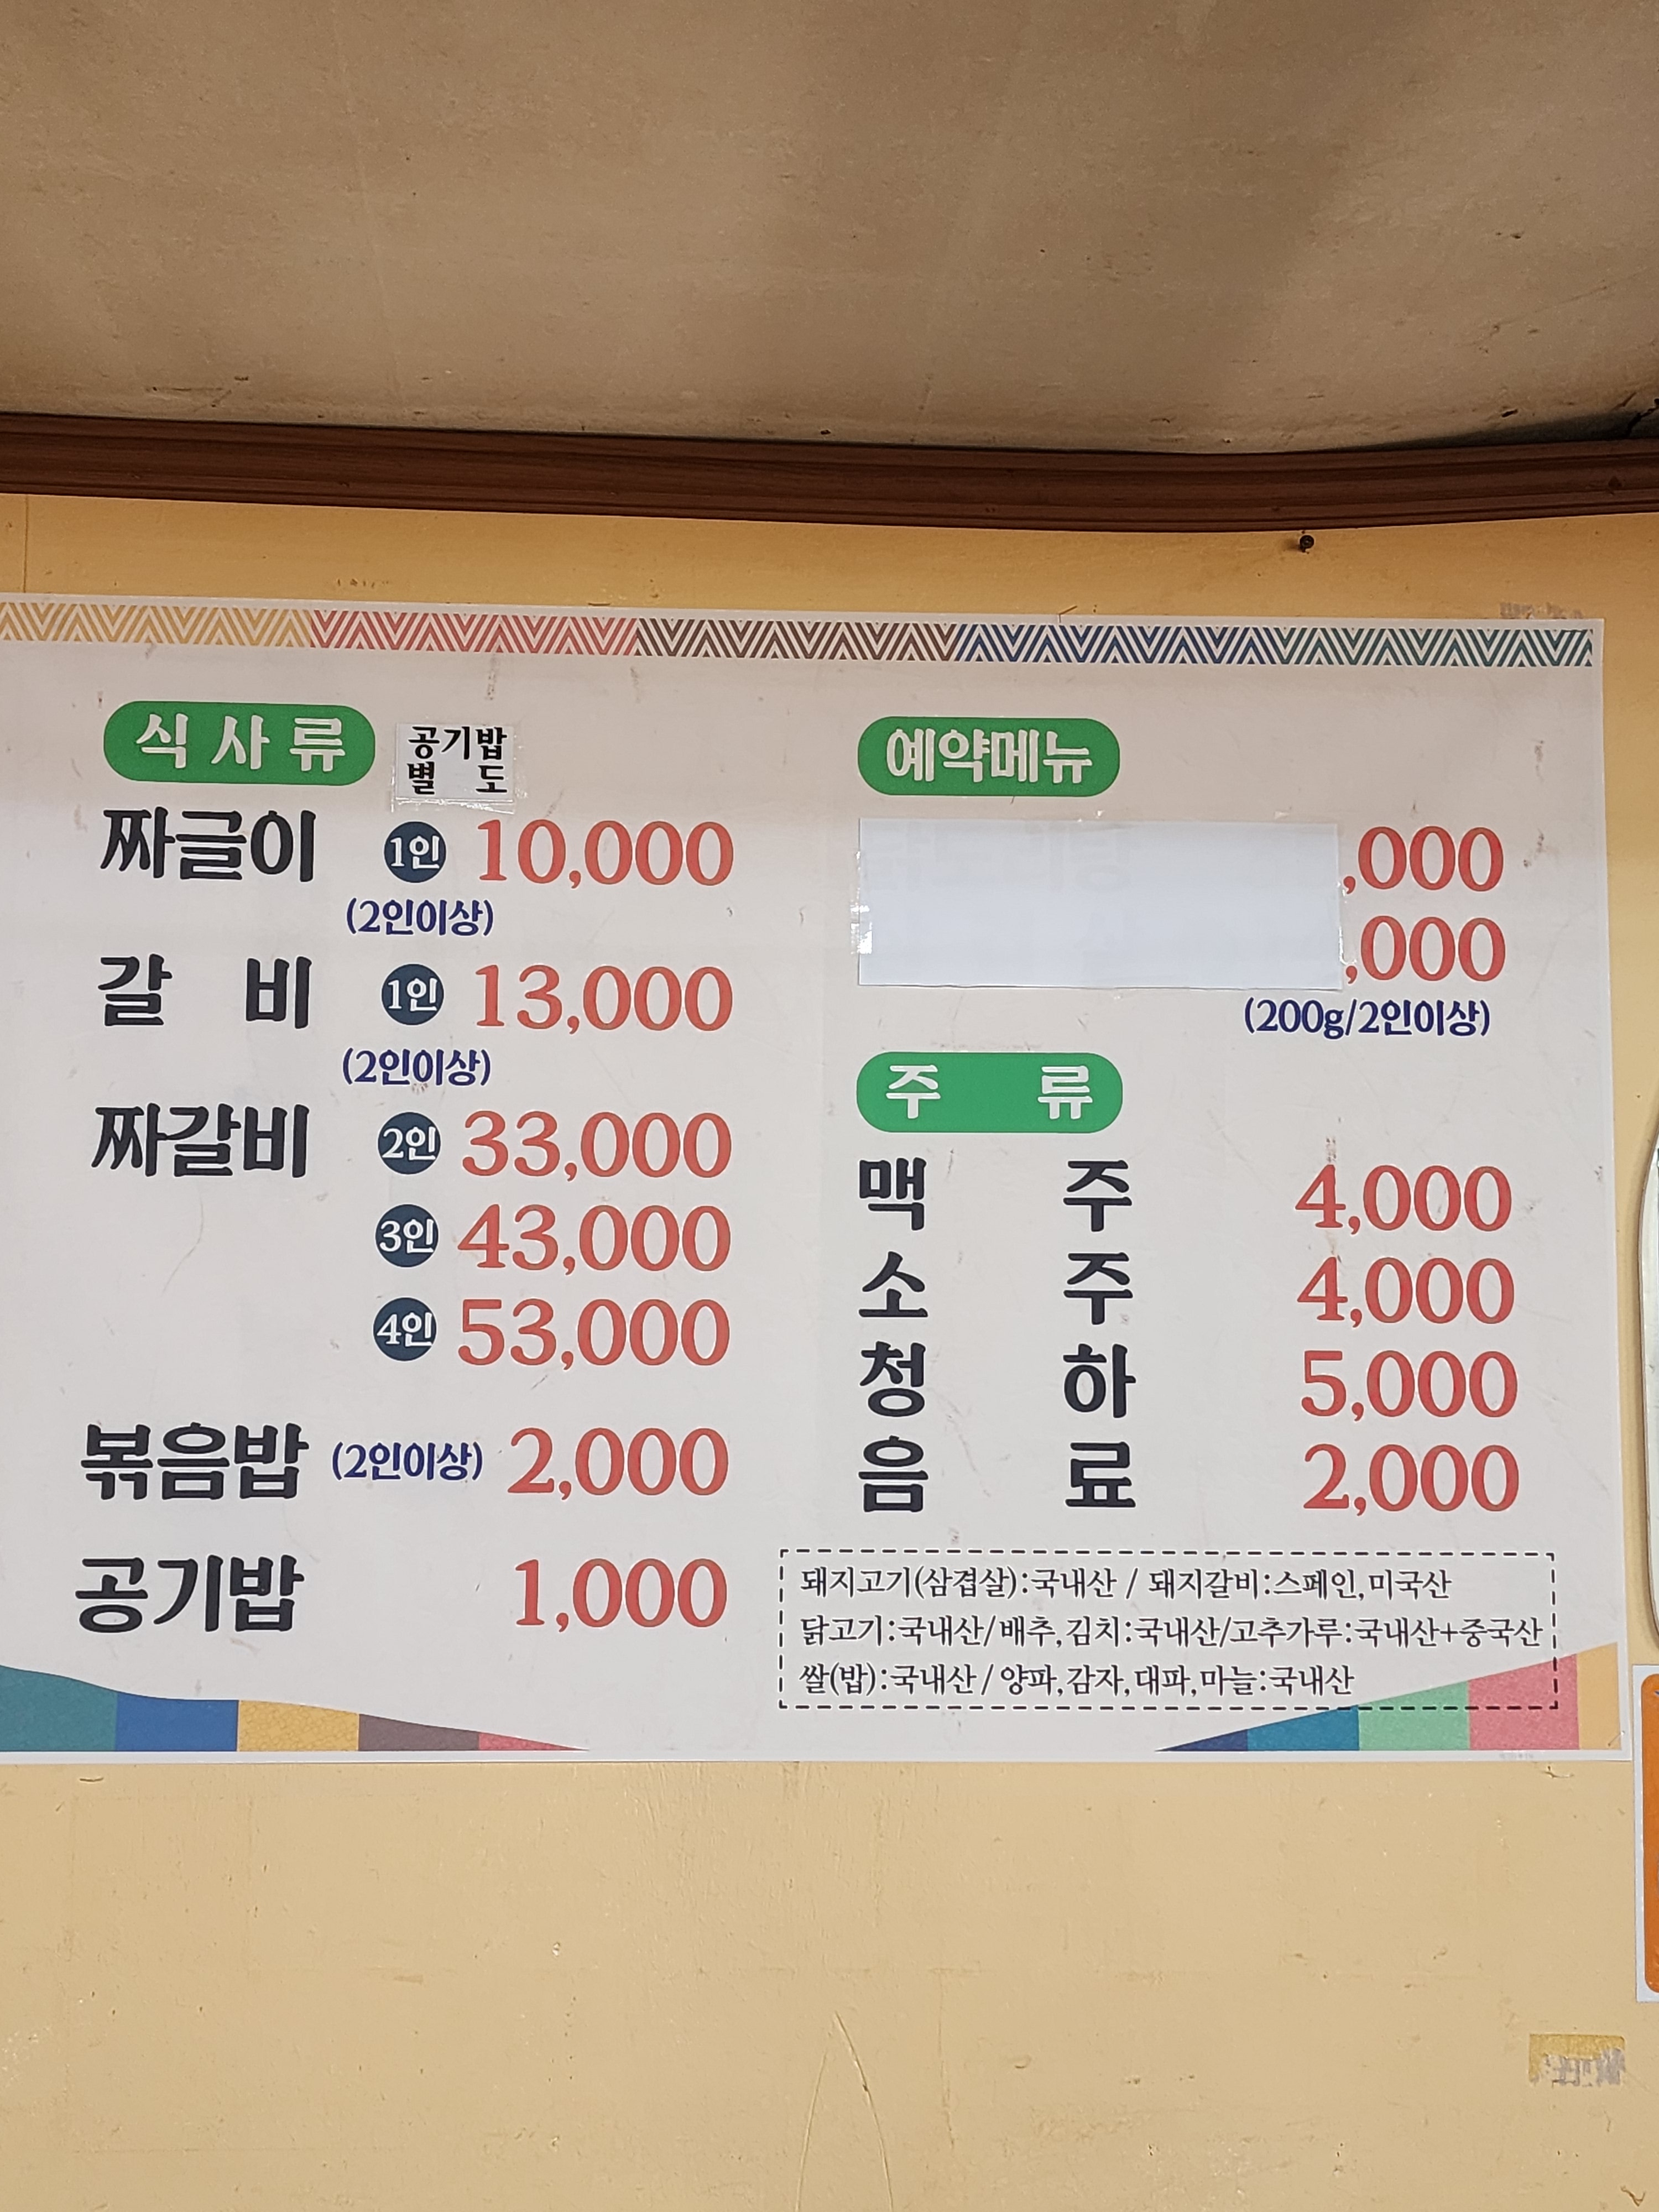 식사류
공기밥
별 도
짜글이 1인 10,000
(2인이상)
갈 비 1인 13,000
(2인이상)
짜갈비 2인 33,000
3인 43,000
4인 53,000
볶음밥 (2인이상) 2,000
공기밥 1,000
예약메뉴
,000
,000
(200g/2인이상)
주 류
맥 주 4,000
소 주 4,000
청 하 5,000
음 료 2,000
돼지고기(삼겹살):국내산 / 돼지갈비:스페인,미국산
닭고기:국내산/배추,김치:국내산/고추가루:국내산+중국산
쌀(밥):국내산 / 양파,감자,대파,마늘:국내산